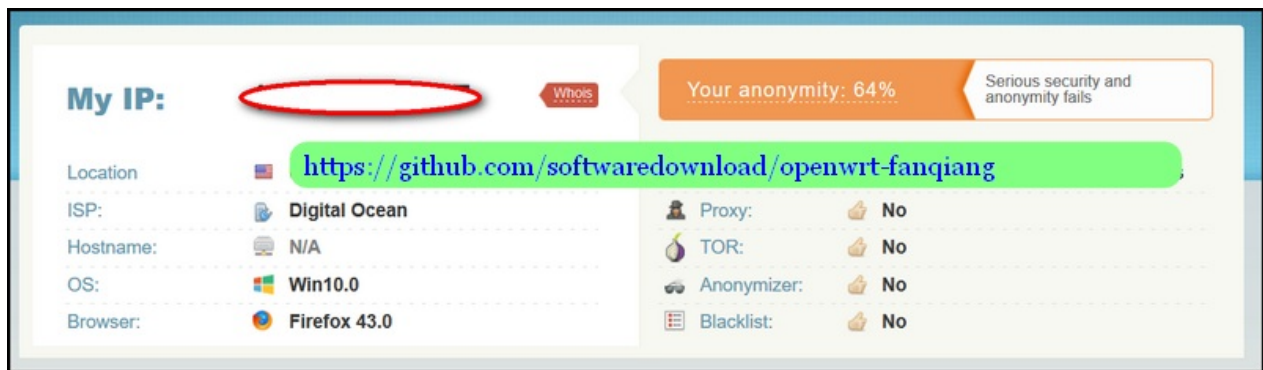 My IP:
Whois
Location
ISP: Digital Ocean
Hostname: N/A
OS: Win10.0
Browser: Firefox 43.0
Your anonymity: 64%
Serious security and
anonymity fails
https://github.com/softwaredownload/openwrt-fanqiang
Proxy: No
TOR: No
Anonymizer: No
Blacklist: No